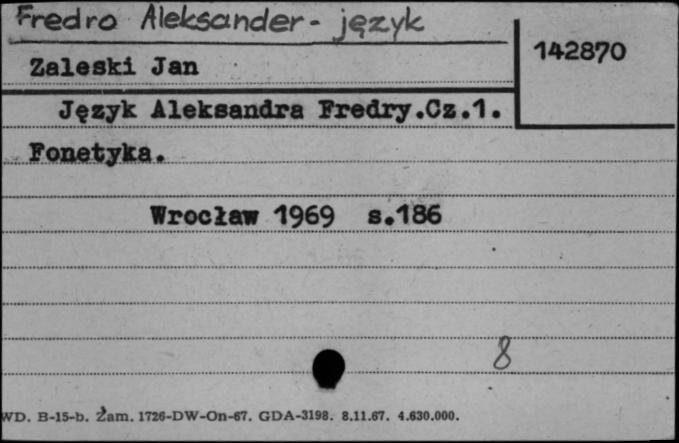 Fredro Aleksander - język
142870
Zaleski Jan
Język Aleksandra Fredry.Cz.1.
Fonetyka.
Wrocław 1969 s.186
8
WD. B-15-b. Zam. 1726-DW-On-67. GDA-3198. 8.11.67. 4.630.000.